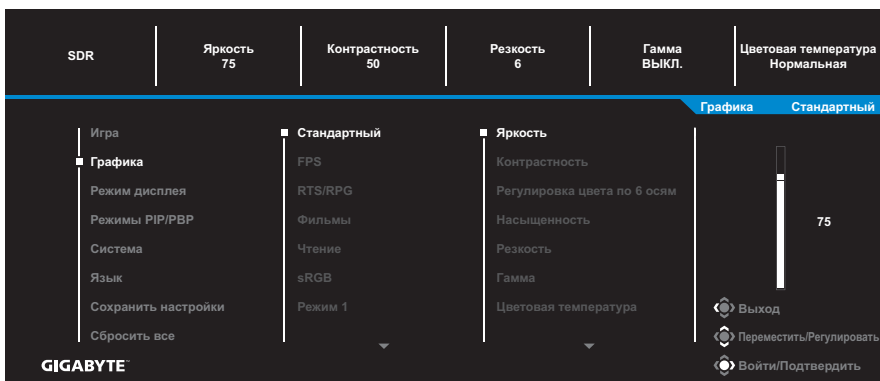 SDR
Яркость
75
Контрастность
50
Резкость
6
Гамма
ВЫКЛ.
Цветовая температура
Нормальная
Графика Стандартный
Игра
Графика
Режим дисплея
Режимы PIP/PBP
Система
Язык
Сохранить настройки
Сбросить все
Стандартный
FPS
RTS/RPG
Фильмы
Чтение
sRGB
Режим 1
Яркость
Контрастность
Регулировка цвета по 6 осям
Насыщенность
Резкость
Гамма
Цветовая температура
75
Выход
Переместить/Регулировать
Войти/Подтвердить
GIGABYTE™